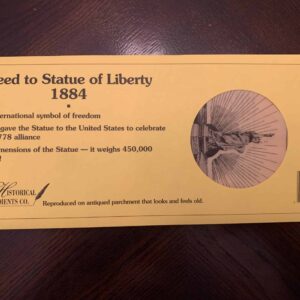 eed to Statue of Liberty
1884
ernational symbol of freedom
gave the Statue to the United States to celebrate
778 alliance
mensions of the Statue — it weighs 450,000
!
HISTORICAL
MENTS CO.
Reproduced on antiqued parchment that looks and feels old.